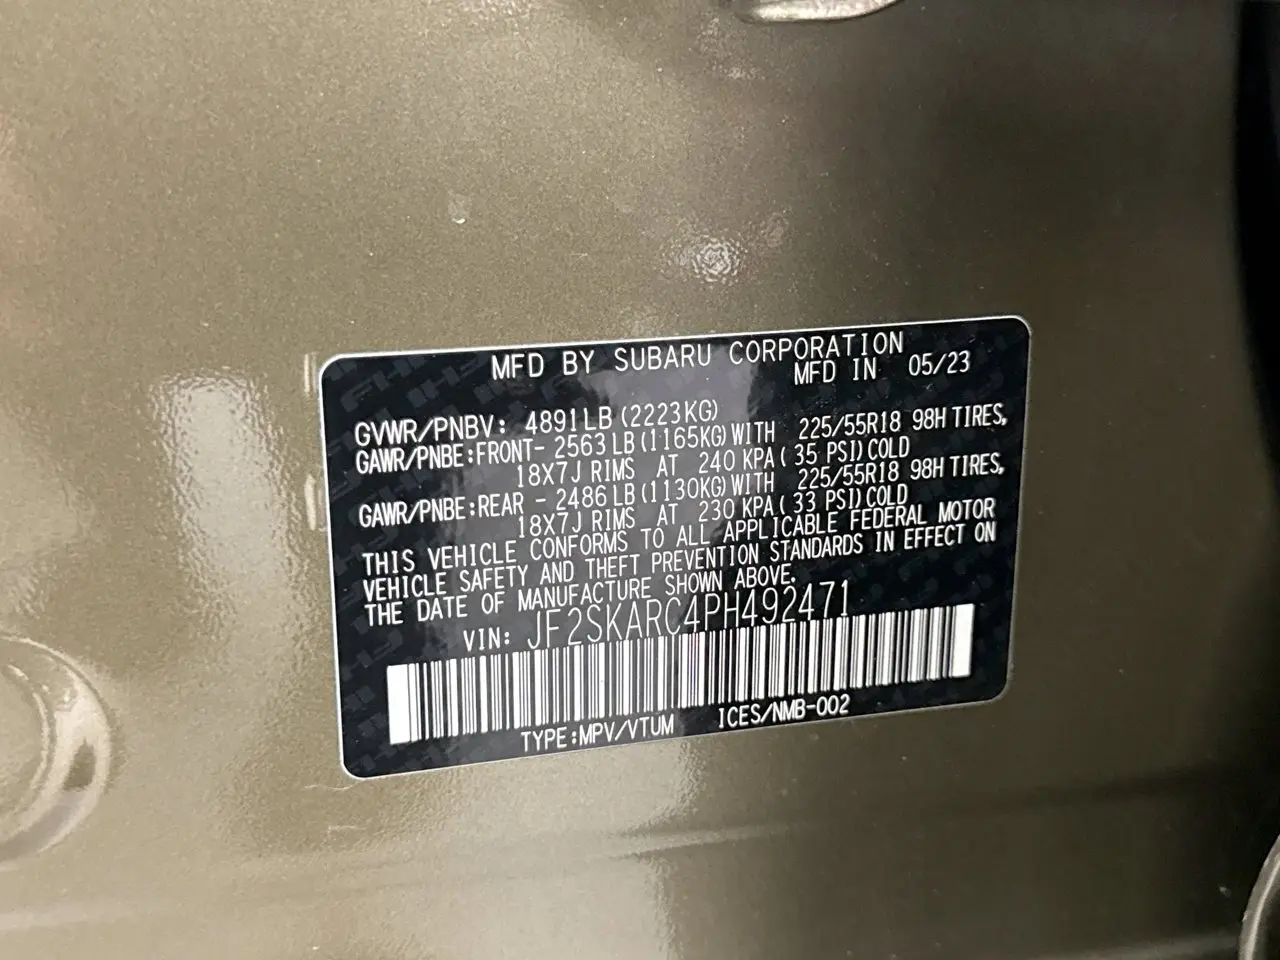 MFD BY SUBARU CORPORATION
MFD IN 05/23
GVWR/PNBV: 4891LB (2223KG)
GAWR/PNBE:FRONT- 2563 LB (1165KG) WITH 225/55R18 98H TIRES,
18X7J RIMS AT 240 KPA ( 35 PSI) COLD
GAWR/PNBE:REAR - 2486 LB (1130KG) WITH 225/55R18 98H TIRES,
18X7J RIMS AT 230 KPA ( 33 PSI) COLD
THIS VEHICLE CONFORMS TO ALL APPLICABLE FEDERAL MOTOR
VEHICLE SAFETY AND THEFT PREVENTION STANDARDS IN EFFECT ON
THE DATE OF MANUFACTURE SHOWN ABOVE.
VIN: JF2SKARC4PH492471
TYPE:MPV/VTUM ICES/NMB-002